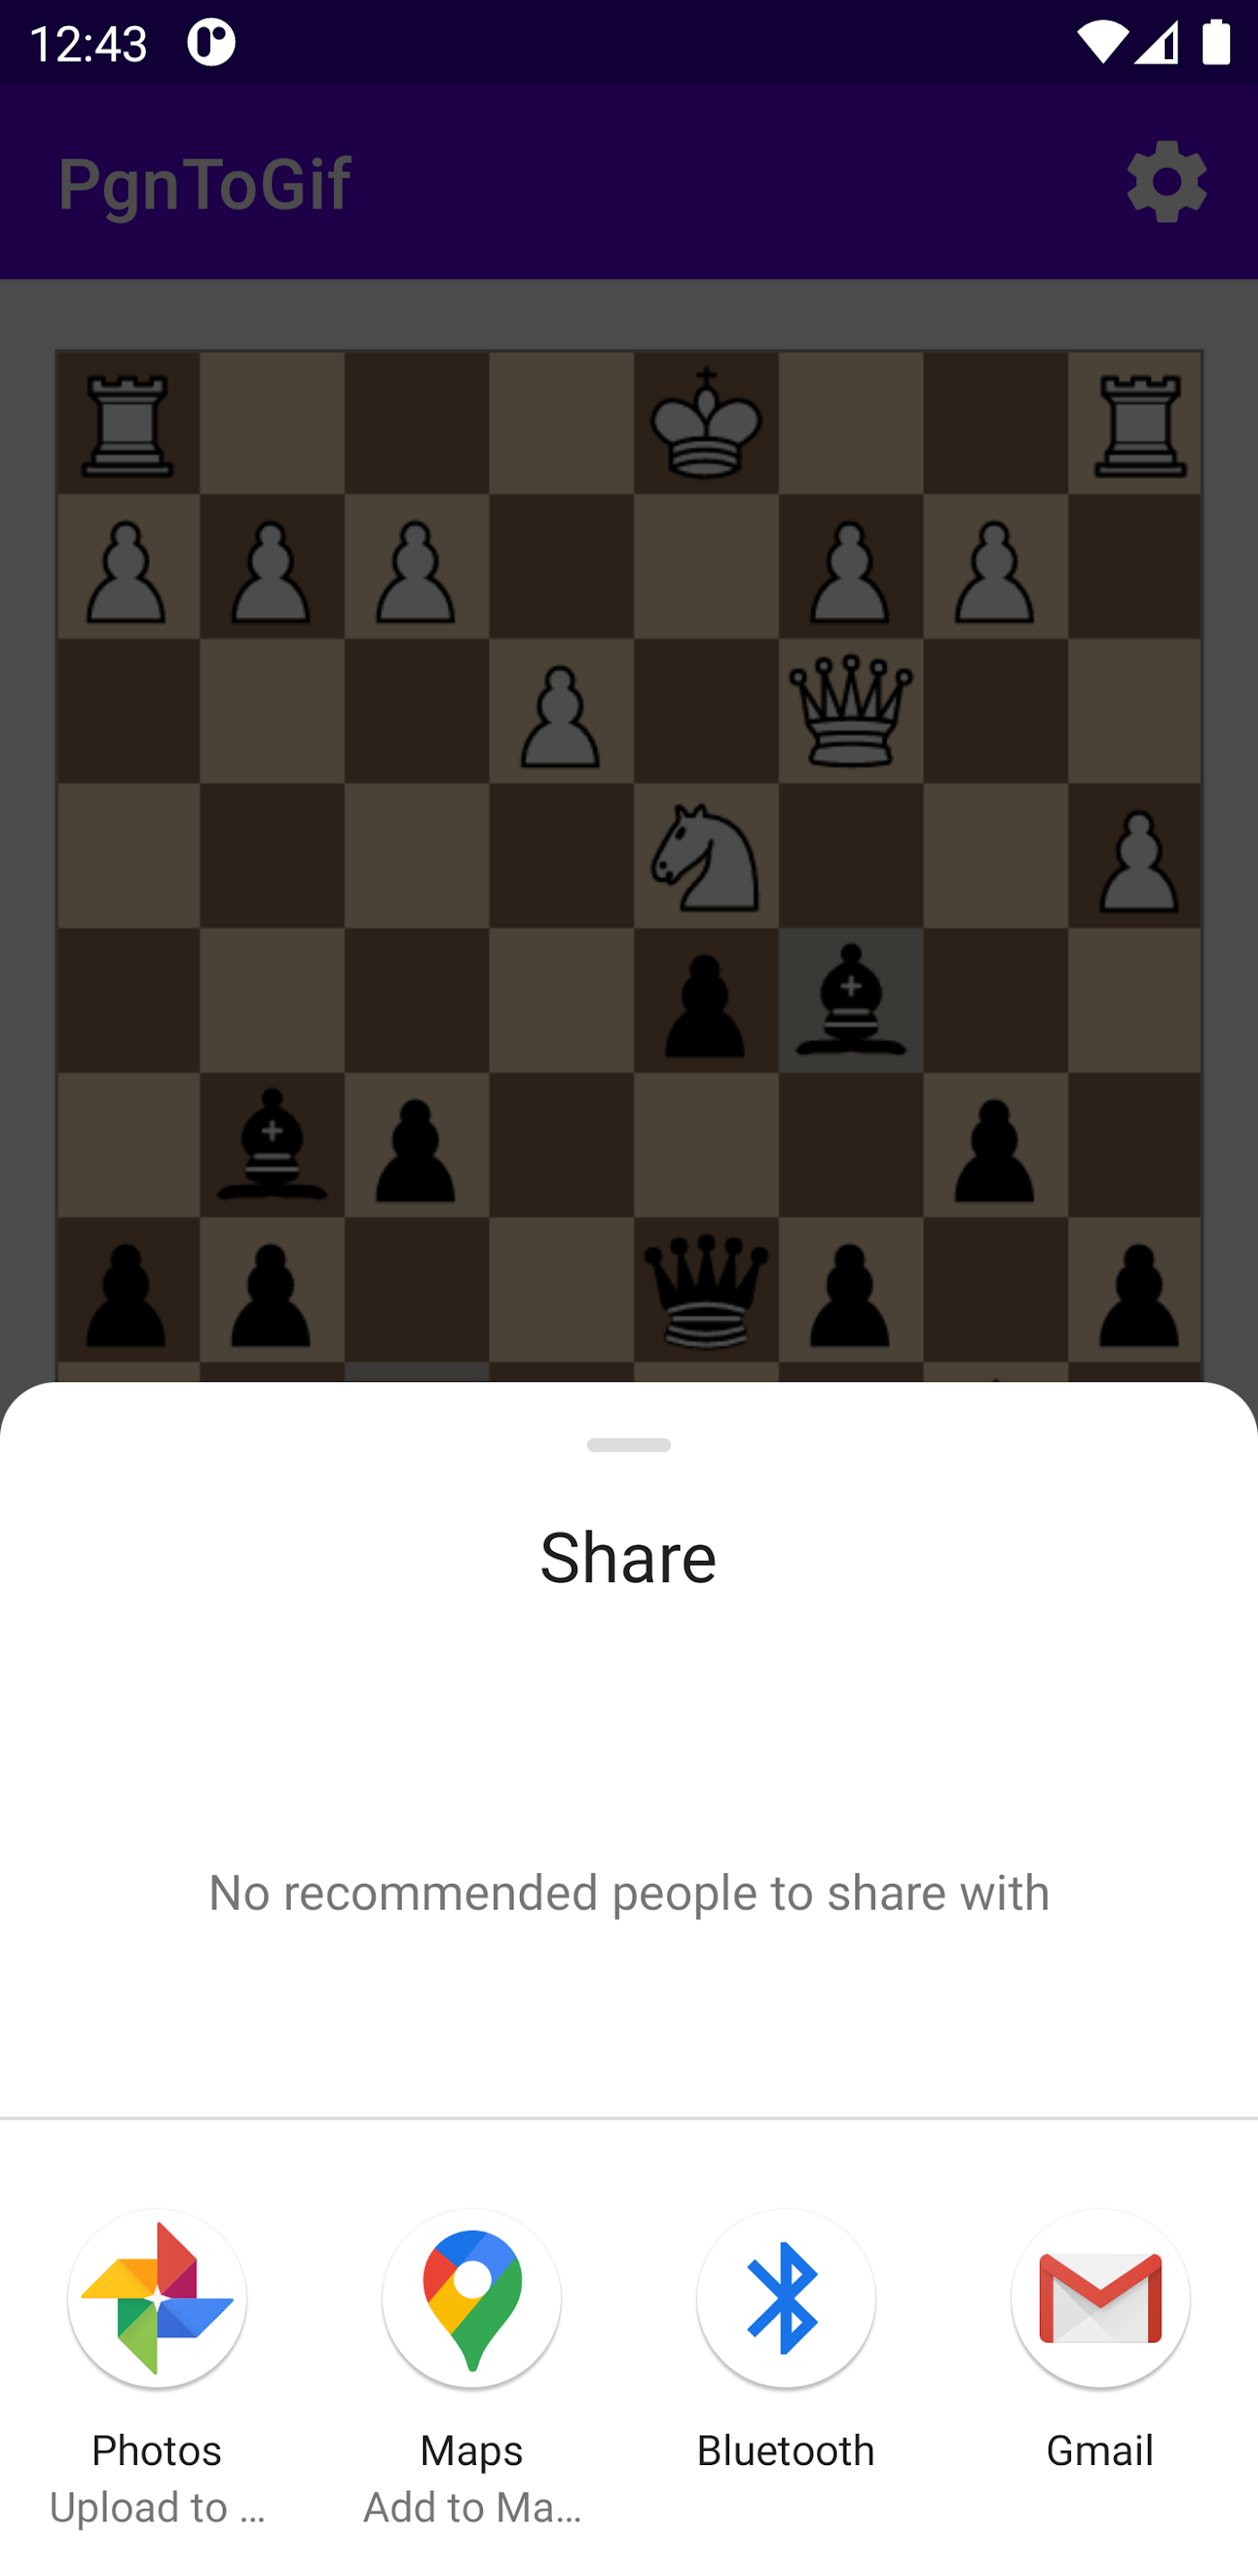 12:43
PgnToGif
Share
No recommended people to share with
Photos
Upload to ...
Maps
Add to Ma...
Bluetooth
Gmail